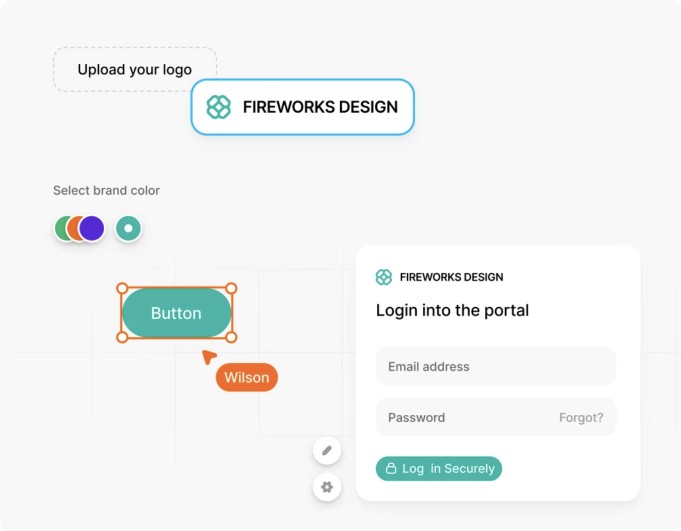 Upload your logo
FIREWORKS DESIGN
Select brand color
Button
Wilson
FIREWORKS DESIGN
Login into the portal
Email address
Password Forgot?
Log in Securely